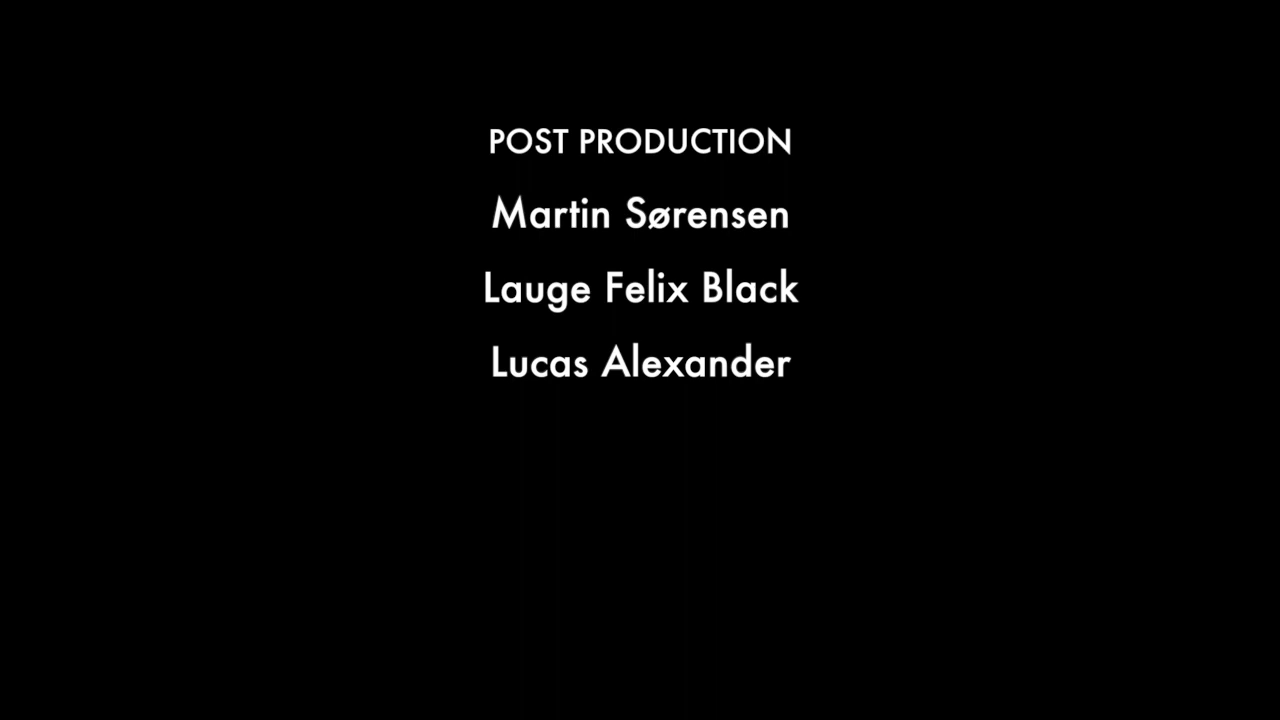 POST PRODUCTION
Martin Sørensen
Lauge Felix Black
Lucas Alexander